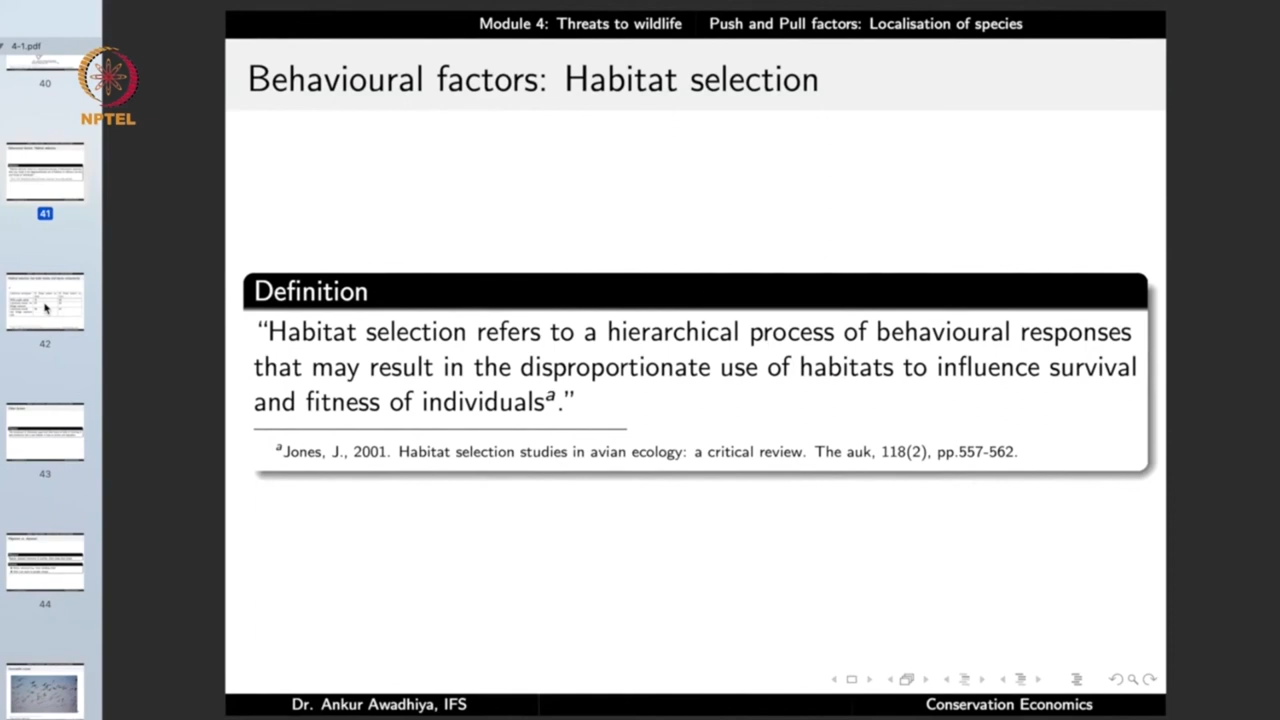 Module 4: Threats to wildlife Push and Pull factors: Localisation of species
4-1.pdf
40
NPTEL
41
42
43
44
Behavioural factors: Habitat selection
Definition
“Habitat selection refers to a hierarchical process of behavioural responses
that may result in the disproportionate use of habitats to influence survival
and fitness of individualsᵃ.”
ᵃJones, J., 2001. Habitat selection studies in avian ecology: a critical review. The auk, 118(2), pp.557-562.
Dr. Ankur Awadhiya, IFS Conservation Economics